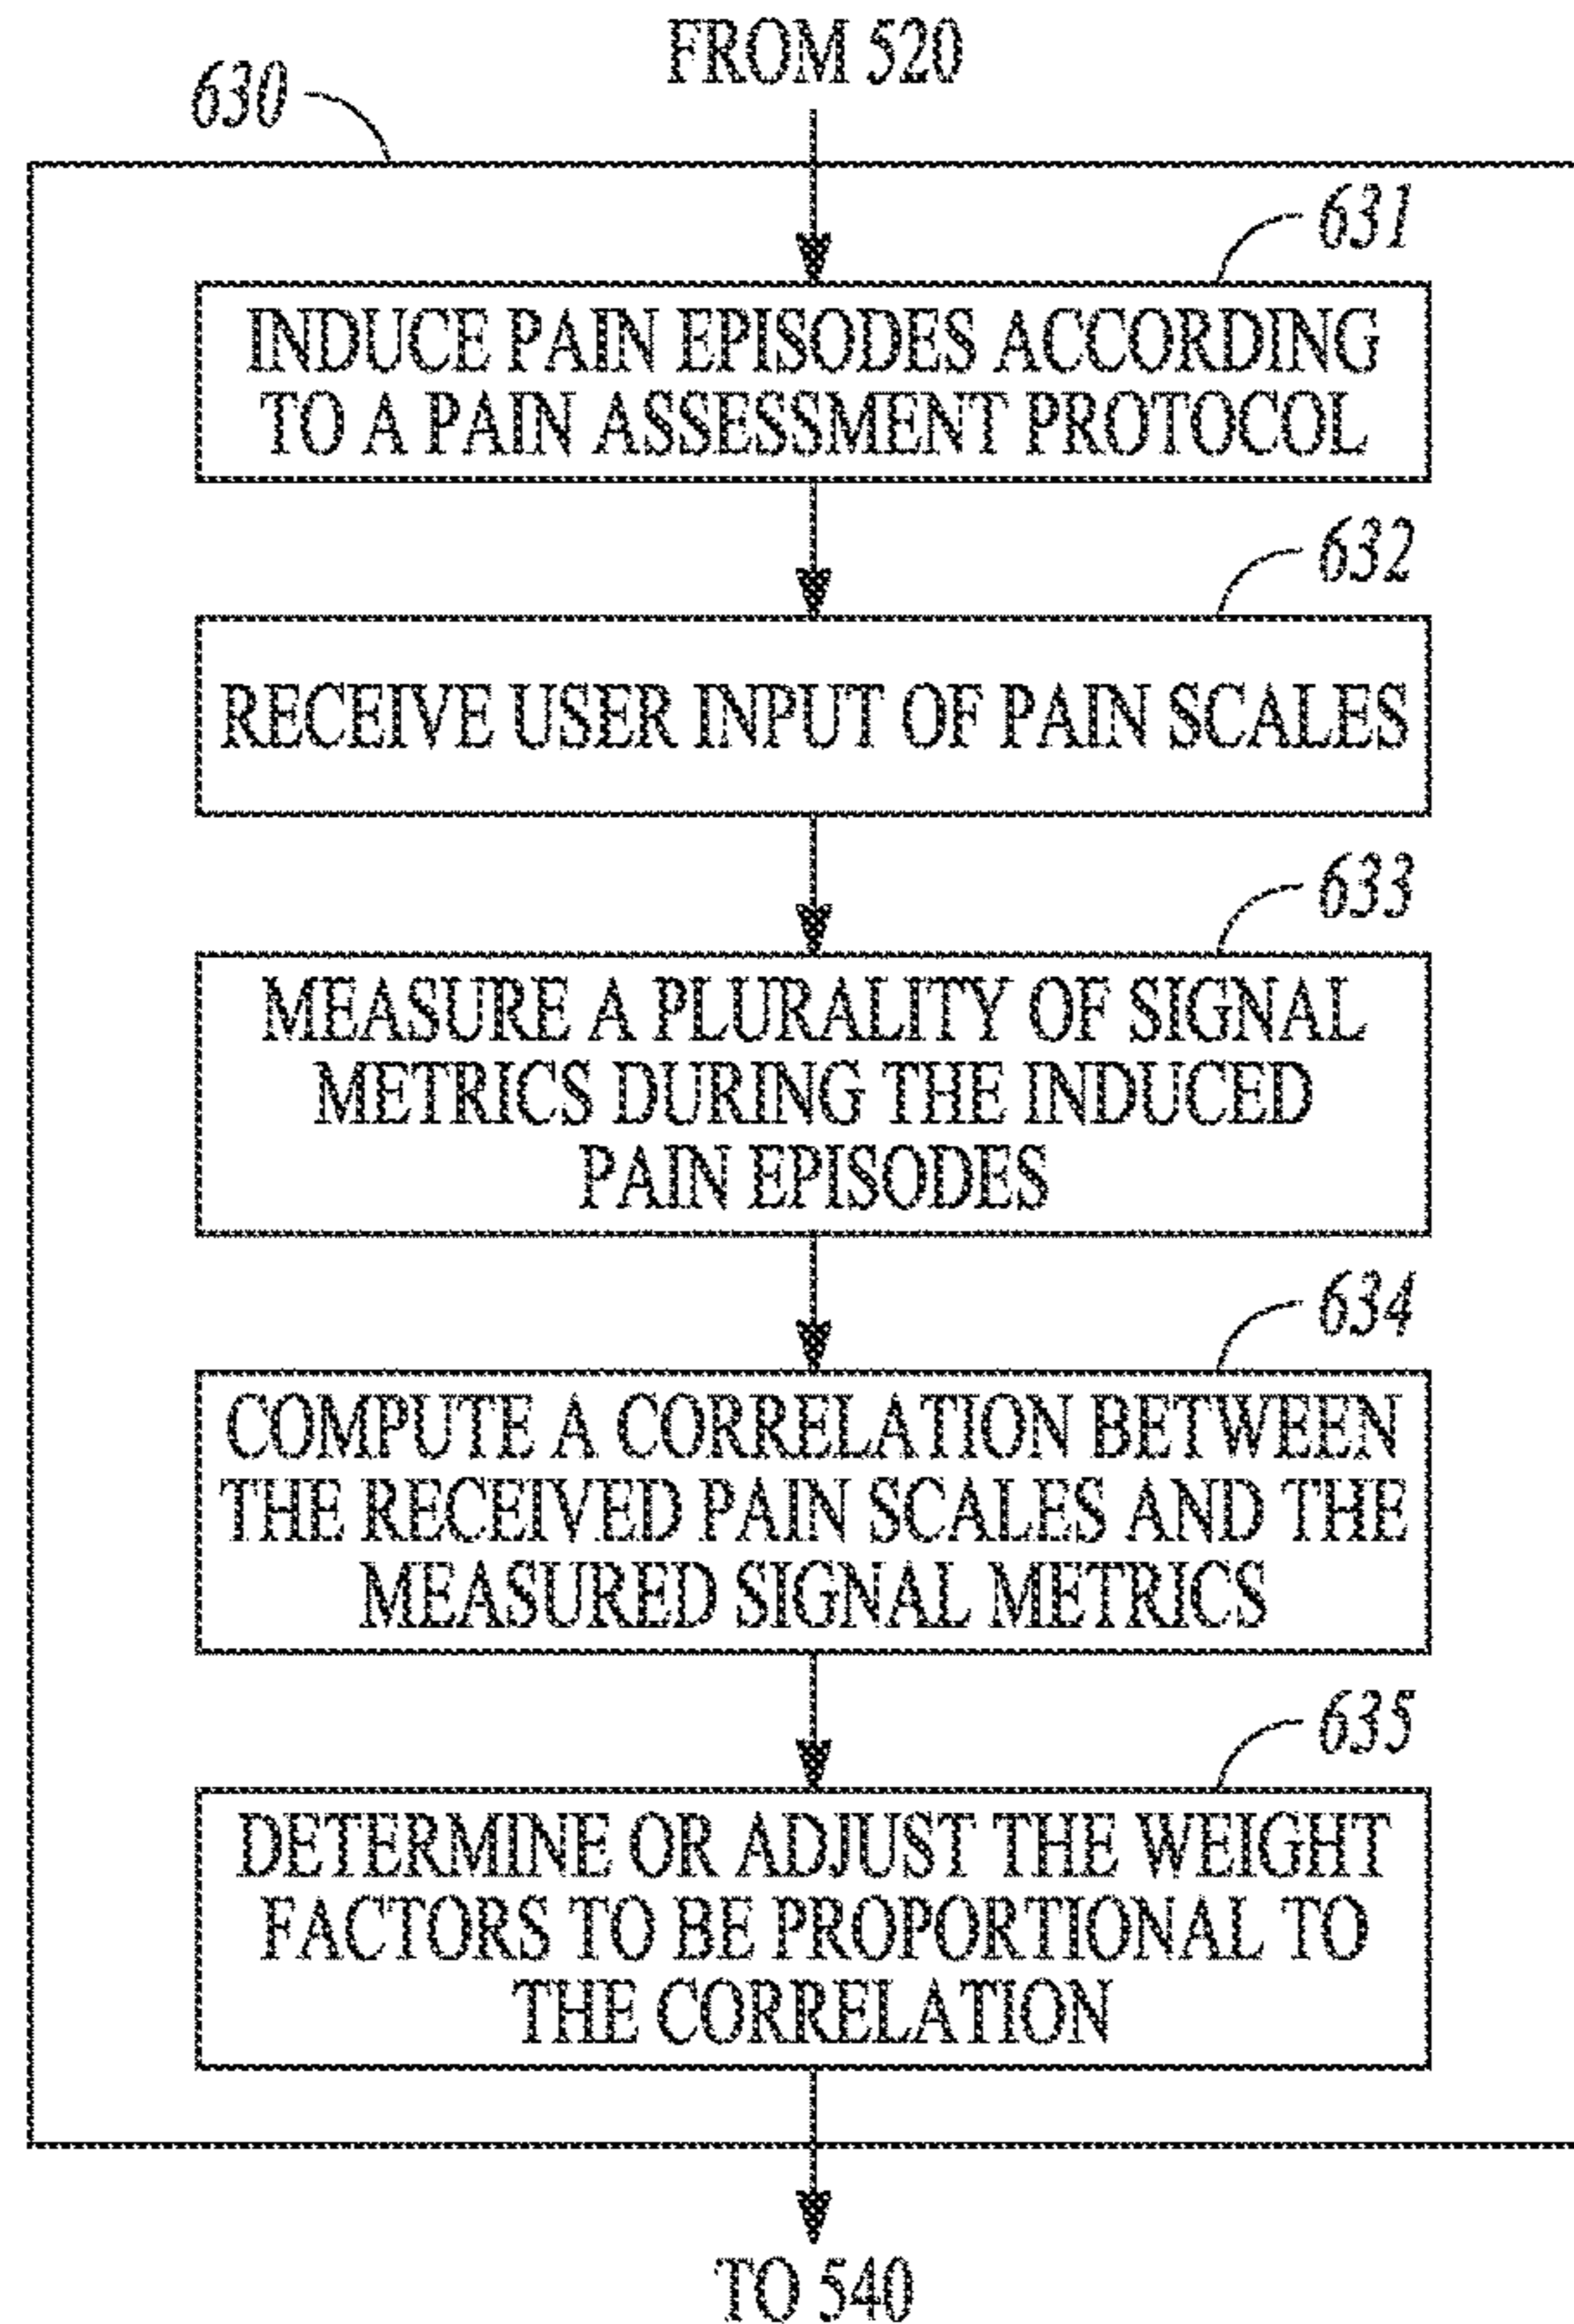 FROM 520
630
631
INDUCE PAIN EPISODES ACCORDING
TO A PAIN ASSESSMENT PROTOCOL
632
RECEIVE USER INPUT OF PAIN SCALES
633
MEASURE A PLURALITY OF SIGNAL
METRICS DURING THE INDUCED
PAIN EPISODES
634
COMPUTE A CORRELATION BETWEEN
THE RECEIVED PAIN SCALES AND THE
MEASURED SIGNAL METRICS
635
DETERMINE OR ADJUST THE WEIGHT
FACTORS TO BE PROPORTIONAL TO
THE CORRELATION
TO 540